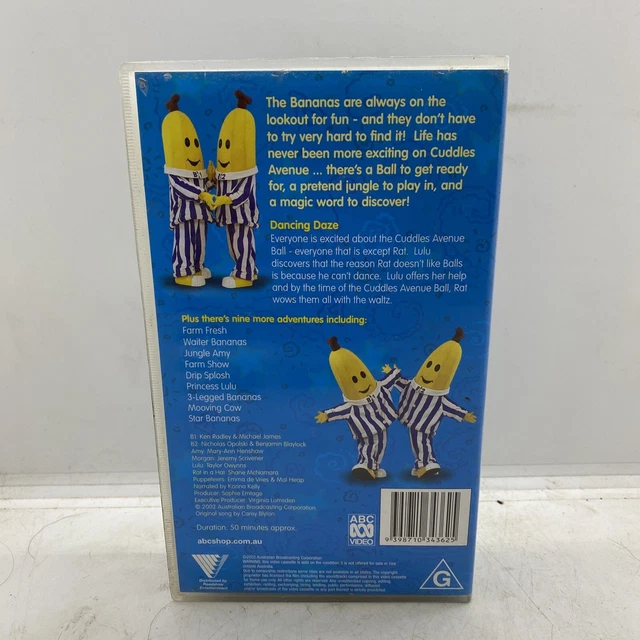 The Bananas are always on the
lookout for fun - and they don't have
to try very hard to find it! Life has
never been more exciting on Cuddles
Avenue ... there's a Ball to get ready
for, a pretend jungle to play in, and
a magic word to discover!
Dancing Daze
Everyone is excited about the Cuddles Avenue
Ball - everyone that is except Rat. Lulu
discovers that the reason Rat doesn't like Balls
is because he can't dance. Lulu offers her help
and by the time of the Cuddles Avenue Ball, Rat
wows them all with the waltz.
Plus there's nine more adventures including:
Farm Fresh
Waiter Bananas
Jungle Amy
Farm Show
Drip Splosh
Princess Lulu
3-Legged Bananas
Mooving Cow
Star Bananas
B1: Ken Radley & Michael James
B2: Nicholas Opolski & Benjamin Blaylock
Amy: Mary-Ann Henshaw
Morgan: Jeremy Scrivener
Lulu: Taylor Gwynns
Rat in a Hat: Shane McNamara
Puppeteers: Emma de Vries & Mal Heap
Narrated by Karina Kelly
Producer: Sophie Emtage
Executive Producer: Virginia Lumsden
© 2002 Australian Broadcasting Corporation.
Original song by Carey Blyton
Duration: 50 minutes approx.
abcshop.com.au
Distributed by
Roadshow
Entertainment
ABC
VIDEO
9 398710 343625
G